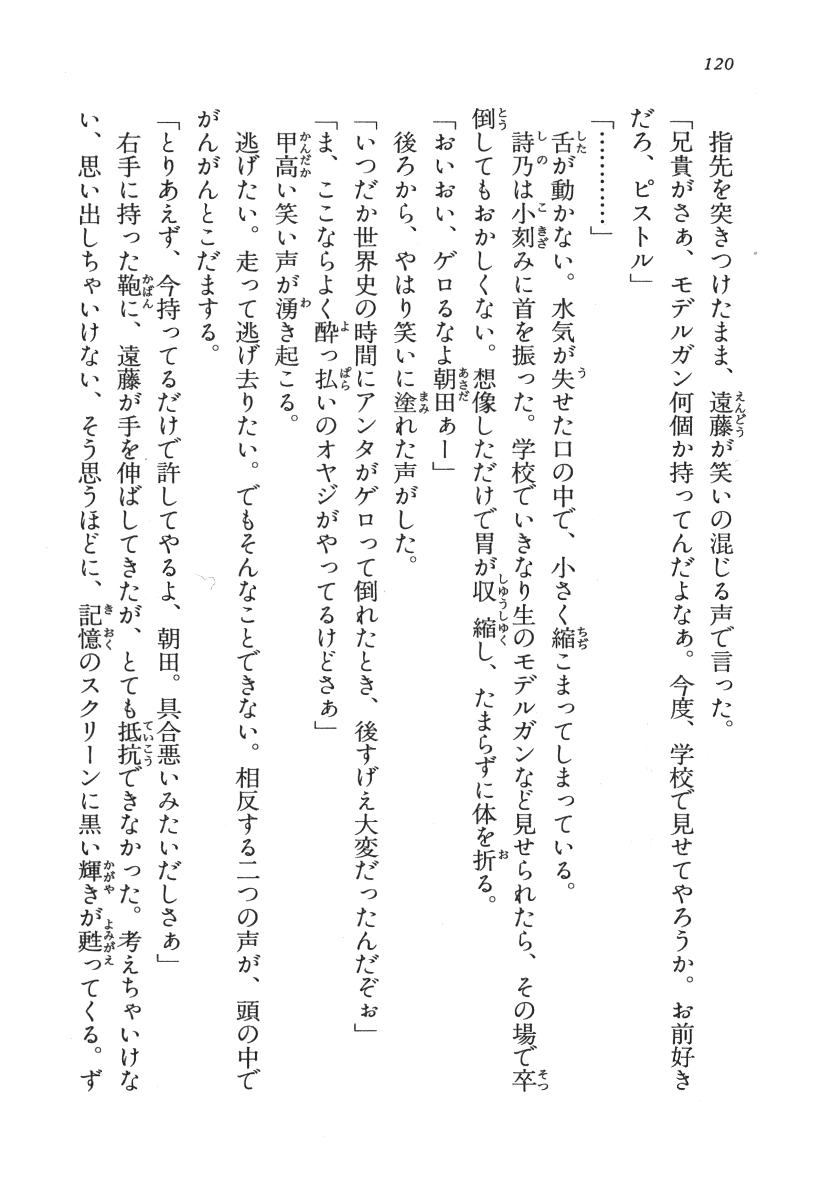 120
指先を突きつけたまま、遠藤が笑いの混じる声で言った。
「兄貴がさぁ、モデルガン何個か持ってんだよなぁ。今度、学校で見せてやろうか。お前好き
だろ、ピストル」
「…………」
舌が動かない。水気が失せた口の中で、小さく縮こまってしまっている。
詩乃は小刻みに首を振った。学校でいきなり生のモデルガンなど見せられたら、その場で卒
倒してもおかしくない。想像しただけで胃が収縮し、たまらずに体を折る。
「おいおい、ゲロるなよ朝田ぁー」
後ろから、やはり笑いに塗れた声がした。
「いつだか世界史の時間にアンタがゲロって倒れたとき、後すげえ大変だったんだぞぉ」
「ま、ここならよく酔っ払いのオヤジがやってるけどさぁ」
甲高い笑い声が湧き起こる。
逃げたい。走って逃げ去りたい。でもそんなことできない。相反する二つの声が、頭の中で
がんがんとこだまする。
「とりあえず、今持ってるだけで許してやるよ、朝田。具合悪いみたいだしさぁ」
右手に持った鞄に、遠藤が手を伸ばしてきたが、とても抵抗できなかった。考えちゃいけな
い、思い出しちゃいけない、そう思うほどに、記憶のスクリーンに黒い輝きが甦ってくる。ず